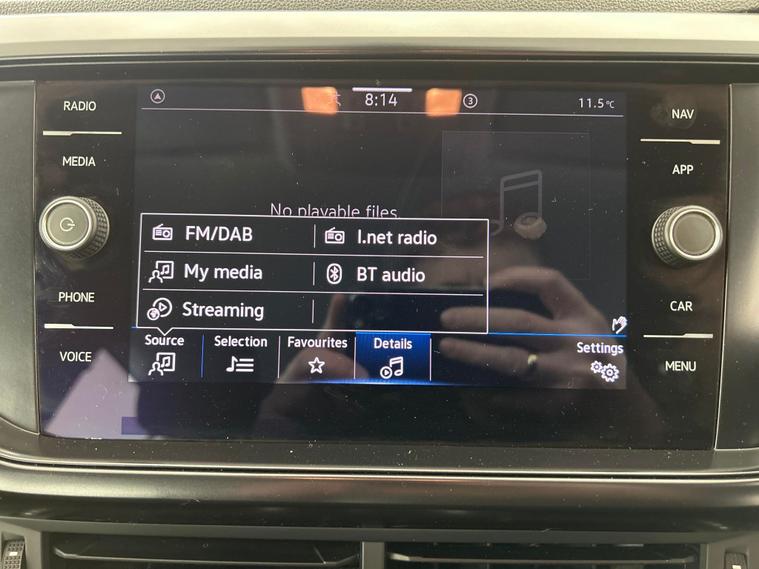 RADIO
MEDIA
PHONE
VOICE
8:14
3
11.5°C
No playable files.
FM/DAB
I.net radio
My media
BT audio
Streaming
Source
Selection
Favourites
Details
Settings
NAV
APP
CAR
MENU